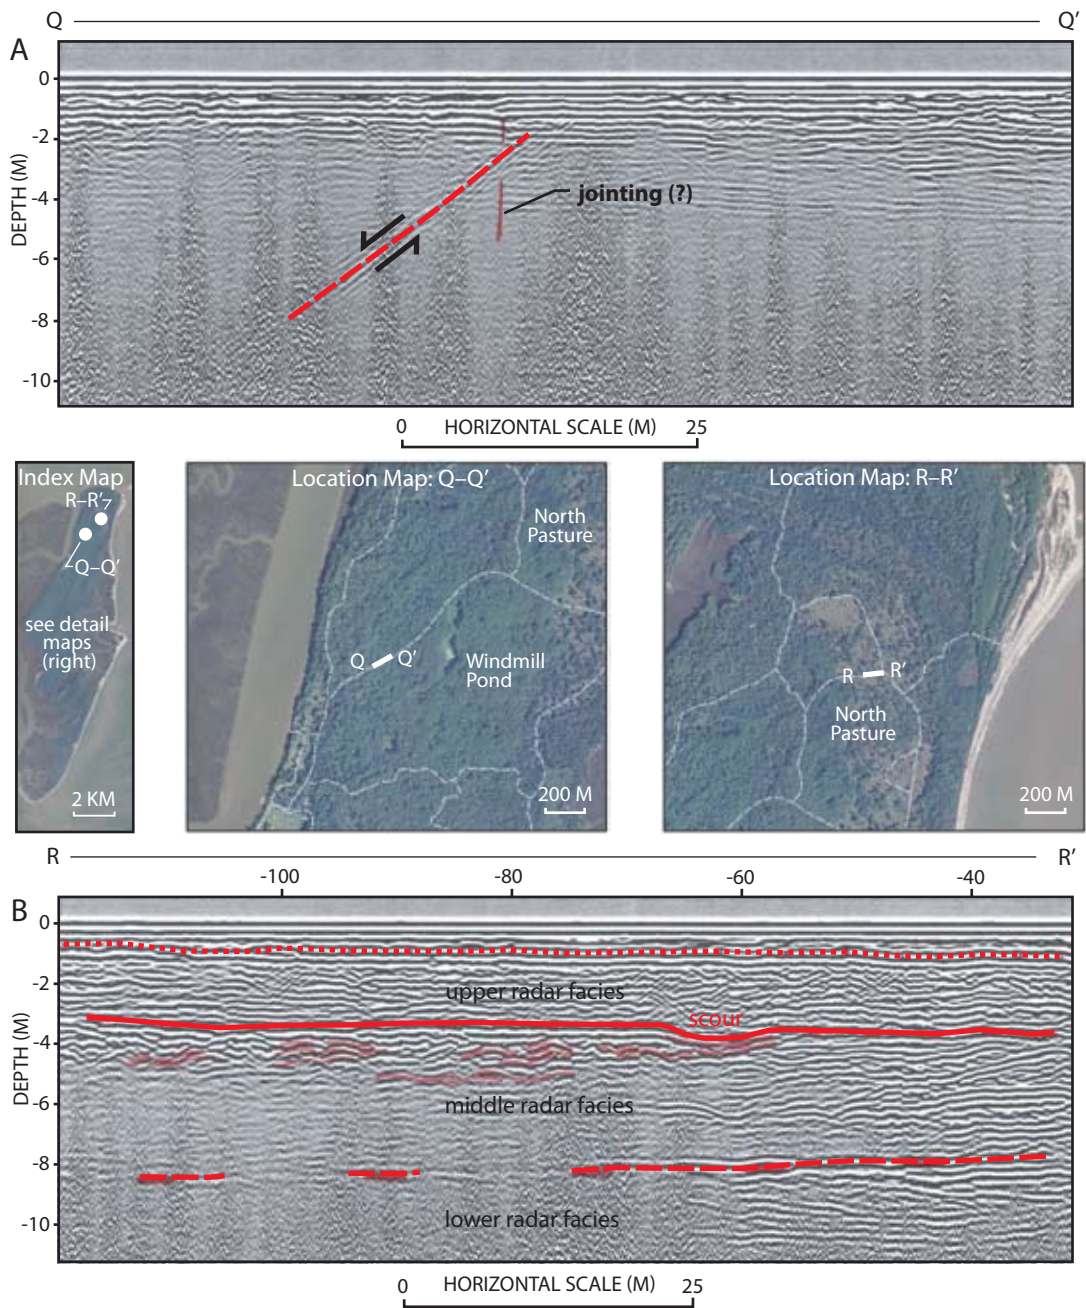 Q Q'
A
0
-2
-4
-6
-8
-10
DEPTH (M)
jointing (?)
0 HORIZONTAL SCALE (M) 25
Index Map
R–R'
Q–Q'
see detail
maps
(right)
2 KM
Location Map: Q–Q'
North
Pasture
Q Q'
Windmill
Pond
200 M
Location Map: R–R'
R R'
North
Pasture
200 M
R R'
-100 -80 -60 -40
B
0
-2
-4
-6
-8
-10
DEPTH (M)
upper radar facies
scour
middle radar facies
lower radar facies
0 HORIZONTAL SCALE (M) 25